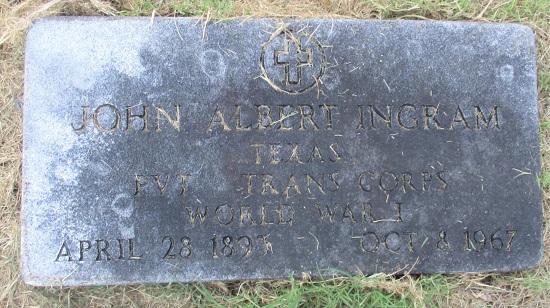 JOHN ALBERT INGRAM
TEXAS
PVT TRANS CORPS
WORLD WAR I
APRIL 28 OCT 8 1967